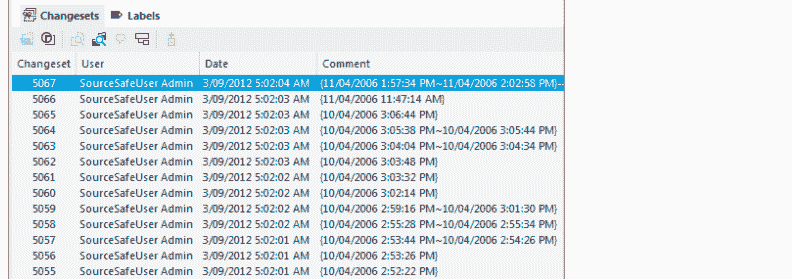 Changesets Labels
Changeset User Date Comment
5067 SourceSafeUser Admin 3/09/2012 5:02:04 AM {11/04/2006 1:57:34 PM~11/04/2006 2:02:58 PM}--
5066 SourceSafeUser Admin 3/09/2012 5:02:03 AM {11/04/2006 11:47:14 AM}
5065 SourceSafeUser Admin 3/09/2012 5:02:03 AM {10/04/2006 3:06:44 PM}
5064 SourceSafeUser Admin 3/09/2012 5:02:03 AM {10/04/2006 3:05:38 PM~10/04/2006 3:05:44 PM}
5063 SourceSafeUser Admin 3/09/2012 5:02:03 AM {10/04/2006 3:04:04 PM~10/04/2006 3:04:34 PM}
5062 SourceSafeUser Admin 3/09/2012 5:02:03 AM {10/04/2006 3:03:48 PM}
5061 SourceSafeUser Admin 3/09/2012 5:02:02 AM {10/04/2006 3:03:32 PM}
5060 SourceSafeUser Admin 3/09/2012 5:02:02 AM {10/04/2006 3:02:14 PM}
5059 SourceSafeUser Admin 3/09/2012 5:02:02 AM {10/04/2006 2:59:16 PM~10/04/2006 3:01:30 PM}
5058 SourceSafeUser Admin 3/09/2012 5:02:02 AM {10/04/2006 2:55:28 PM~10/04/2006 2:55:34 PM}
5057 SourceSafeUser Admin 3/09/2012 5:02:01 AM {10/04/2006 2:53:44 PM~10/04/2006 2:54:26 PM}
5056 SourceSafeUser Admin 3/09/2012 5:02:01 AM {10/04/2006 2:53:26 PM}
5055 SourceSafeUser Admin 3/09/2012 5:02:01 AM {10/04/2006 2:52:22 PM}